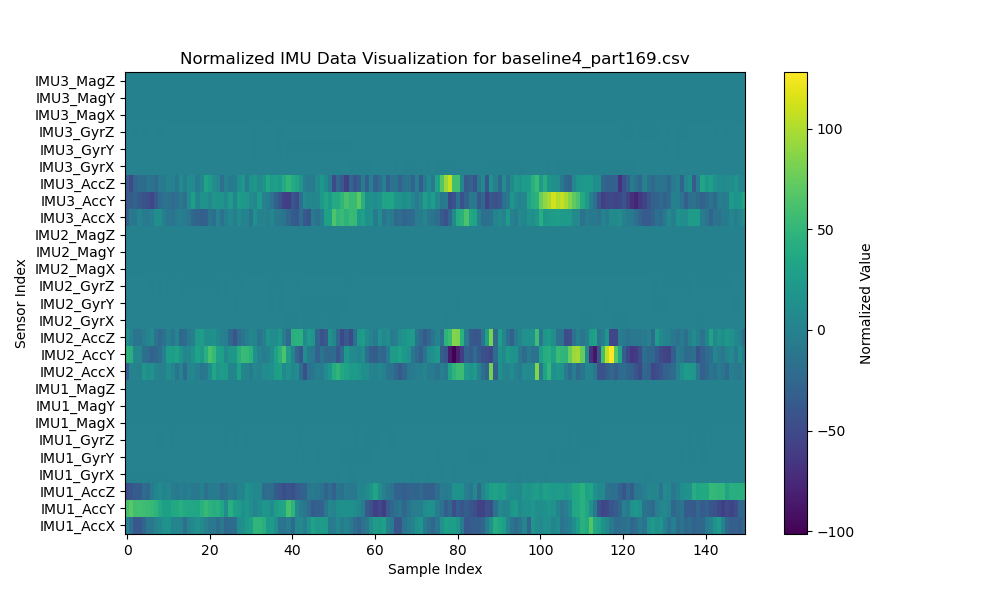 Normalized IMU Data Visualization for baseline4_part169.csv
IMU3_MagZ
IMU3_MagY
IMU3_MagX
IMU3_GyrZ
IMU3_GyrY
IMU3_GyrX
IMU3_AccZ
IMU3_AccY
IMU3_AccX
IMU2_MagZ
IMU2_MagY
IMU2_MagX
IMU2_GyrZ
IMU2_GyrY
IMU2_GyrX
IMU2_AccZ
IMU2_AccY
IMU2_AccX
IMU1_MagZ
IMU1_MagY
IMU1_MagX
IMU1_GyrZ
IMU1_GyrY
IMU1_GyrX
IMU1_AccZ
IMU1_AccY
IMU1_AccX
Sensor Index
0 20 40 60 80 100 120 140
Sample Index
100
50
0
−50
−100
Normalized Value